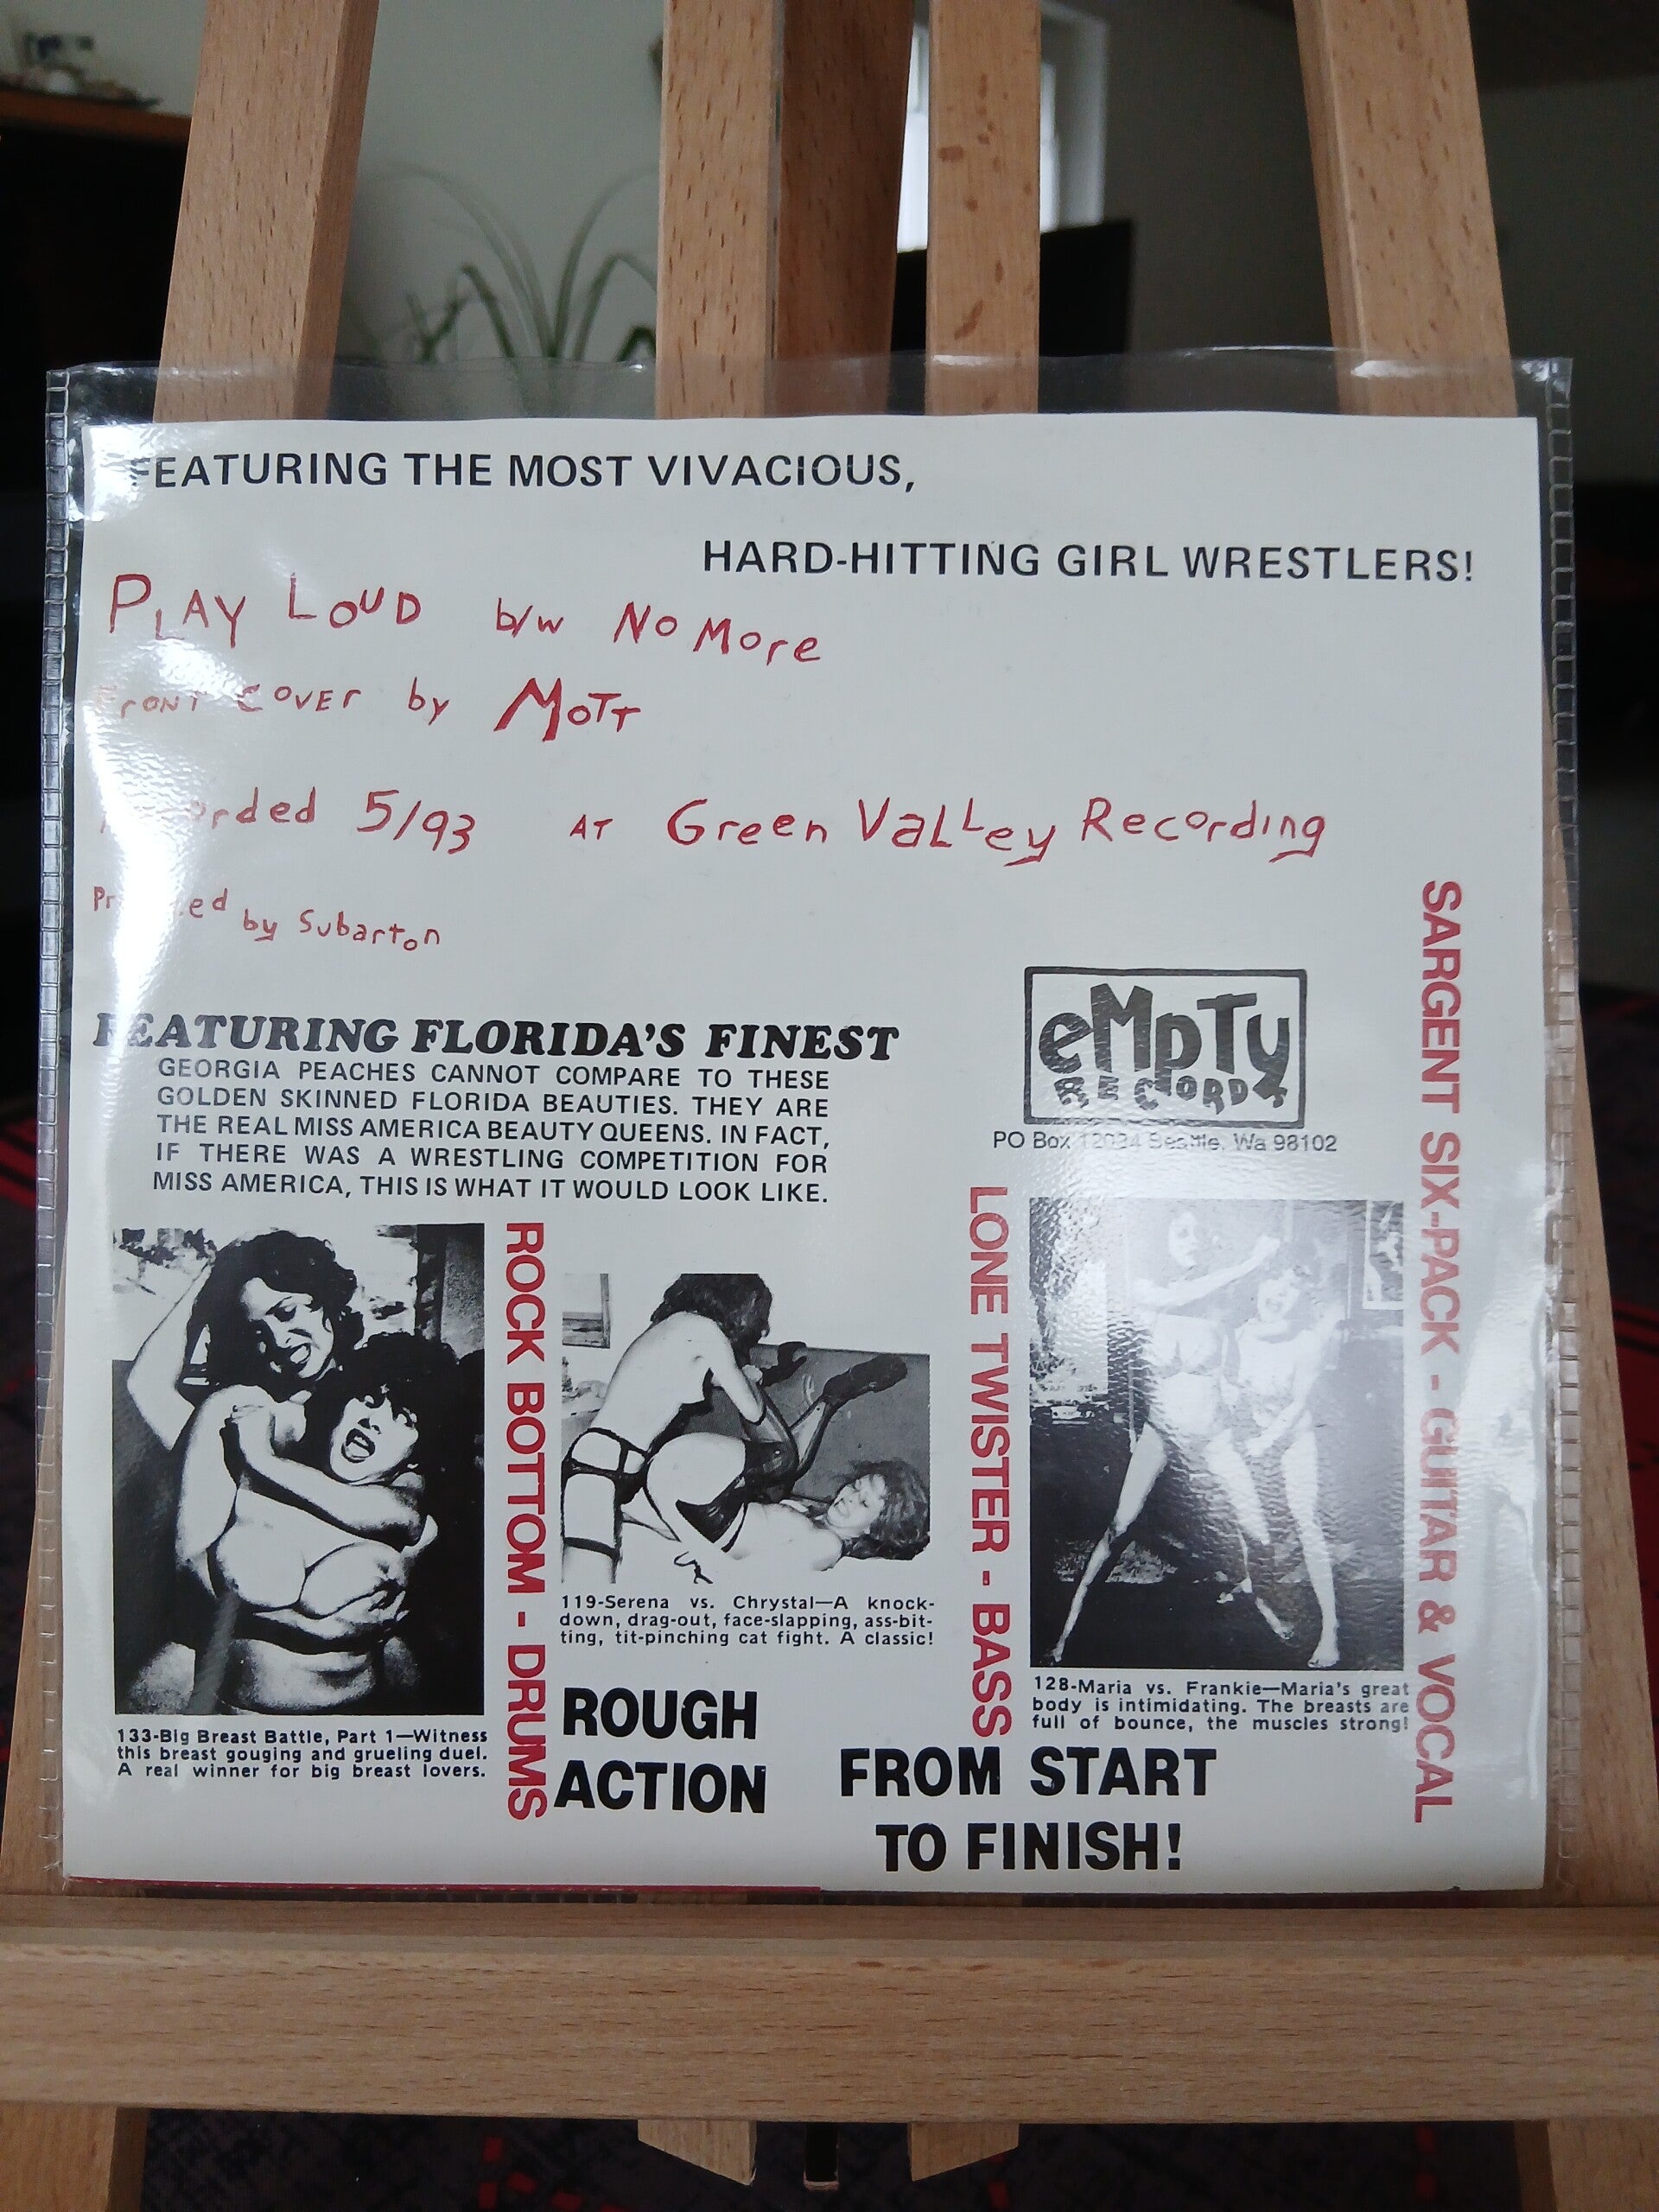 FEATURING THE MOST VIVACIOUS,
HARD-HITTING GIRL WRESTLERS!
PLAY LOUD b/w No More
Front cover by Mott
5/93 AT Green Valley Recording
by Subarton
FEATURING FLORIDA'S FINEST
GEORGIA PEACHES CANNOT COMPARE TO THESE
GOLDEN SKINNED FLORIDA BEAUTIES. THEY ARE
THE REAL MISS AMERICA BEAUTY QUEENS. IN FACT,
IF THERE WAS A WRESTLING COMPETITION FOR
MISS AMERICA, THIS IS WHAT IT WOULD LOOK LIKE.
eMpTy
RECORDS
PO Box Seattle, Wa 98102
SARGENT SIX-PACK - GUITAR & VOCAL
LONE TWISTER - BASS
ROCK BOTTOM - DRUMS
133-Big Breast Battle, Part 1—Witness
this breast gouging and grueling duel.
A real winner for big breast lovers.
119-Serena vs. Chrystal—A knock-
down, drag-out, face-slapping, ass-bit-
ting, tit-pinching cat fight. A classic!
128-Maria vs. Frankie—Maria's great
body is intimidating. The breasts are
full of bounce, the muscles strong!
ROUGH
ACTION
FROM START
TO FINISH!